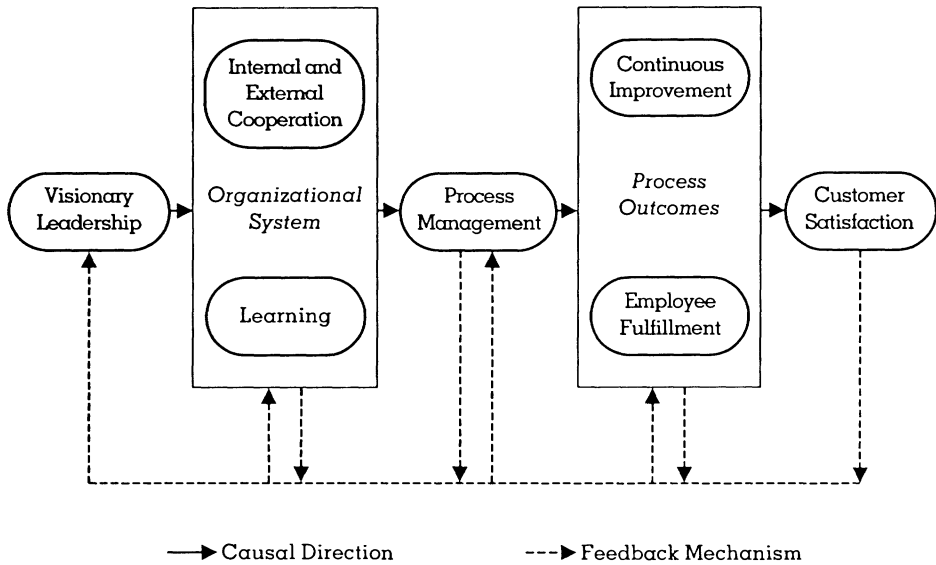 Internal and
External
Cooperation
Continuous
Improvement
Visionary
Leadership
Organizational
System
Process
Management
Process
Outcomes
Customer
Satisfaction
Learning
Employee
Fulfillment
Causal Direction
Feedback Mechanism